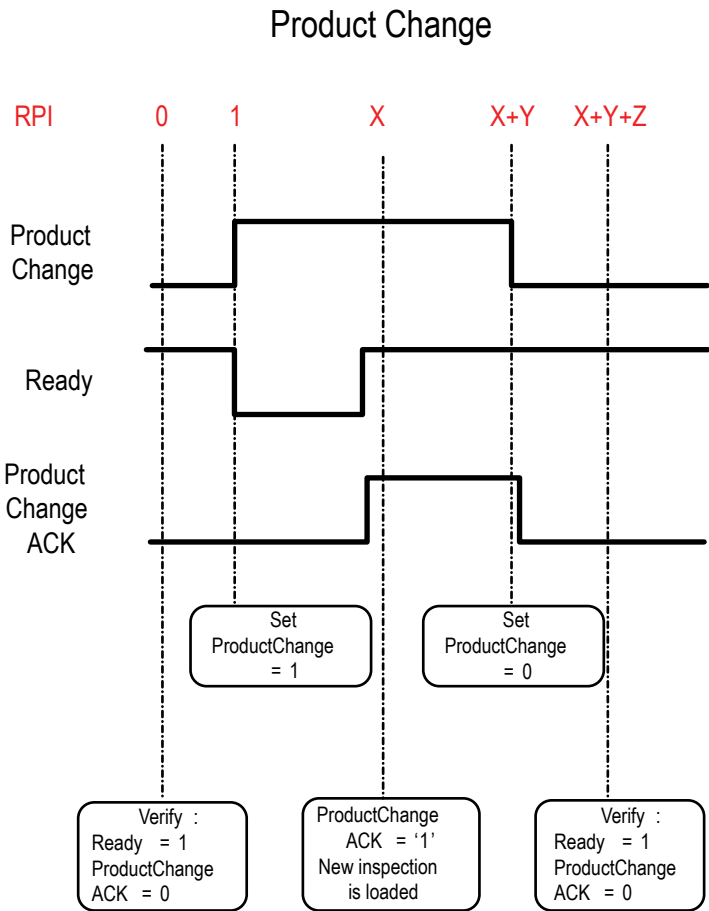 Product Change
RPI 0 1 X X+Y X+Y+Z
Product
Change
Ready
Product
Change
ACK
Set
ProductChange
= 1
Set
ProductChange
= 0
Verify :
Ready = 1
ProductChange
ACK = 0
ProductChange
ACK = ‘1’
New inspection
is loaded
Verify :
Ready = 1
ProductChange
ACK = 0